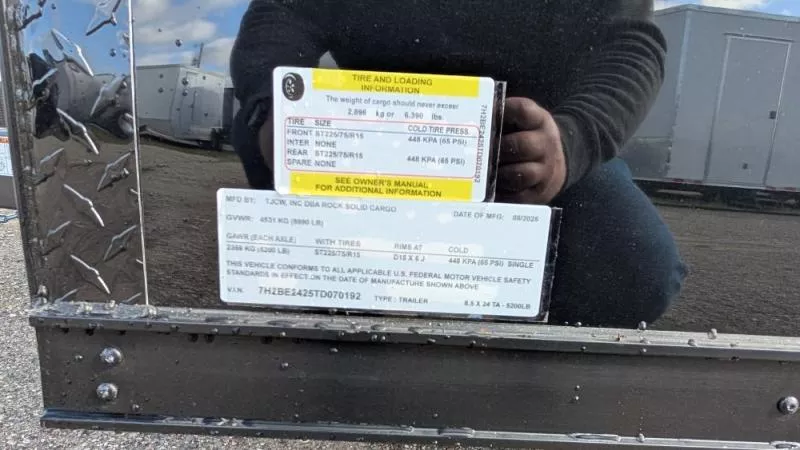 TIRE AND LOADING
INFORMATION
The weight of cargo should never exceed
2,896 kg or 6,390 lbs.
TIRE SIZE COLD TIRE PRESS.
FRONT ST225/75/R15 448 KPA (65 PSI)
INTER NONE
REAR ST225/75/R15 448 KPA (65 PSI)
SPARE NONE
SEE OWNER'S MANUAL
FOR ADDITIONAL INFORMATION
7H2BE2425TD070192
MFD BY: TJCW, INC DBA ROCK SOLID CARGO DATE OF MFG: 09/2025
GVWR: 4531 KG (9990 LB)
GAWR (EACH AXLE) WITH TIRES RIMS AT COLD
2359 KG (5200 LB) ST225/75/R15 D15 X 6 J 448 KPA (65 PSI) SINGLE
THIS VEHICLE CONFORMS TO ALL APPLICABLE U.S. FEDERAL MOTOR VEHICLE SAFETY
STANDARDS IN EFFECT ON THE DATE OF MANUFACTURE SHOWN ABOVE
V.I.N. 7H2BE2425TD070192 TYPE: TRAILER 8.5 X 24 TA - 5200LB